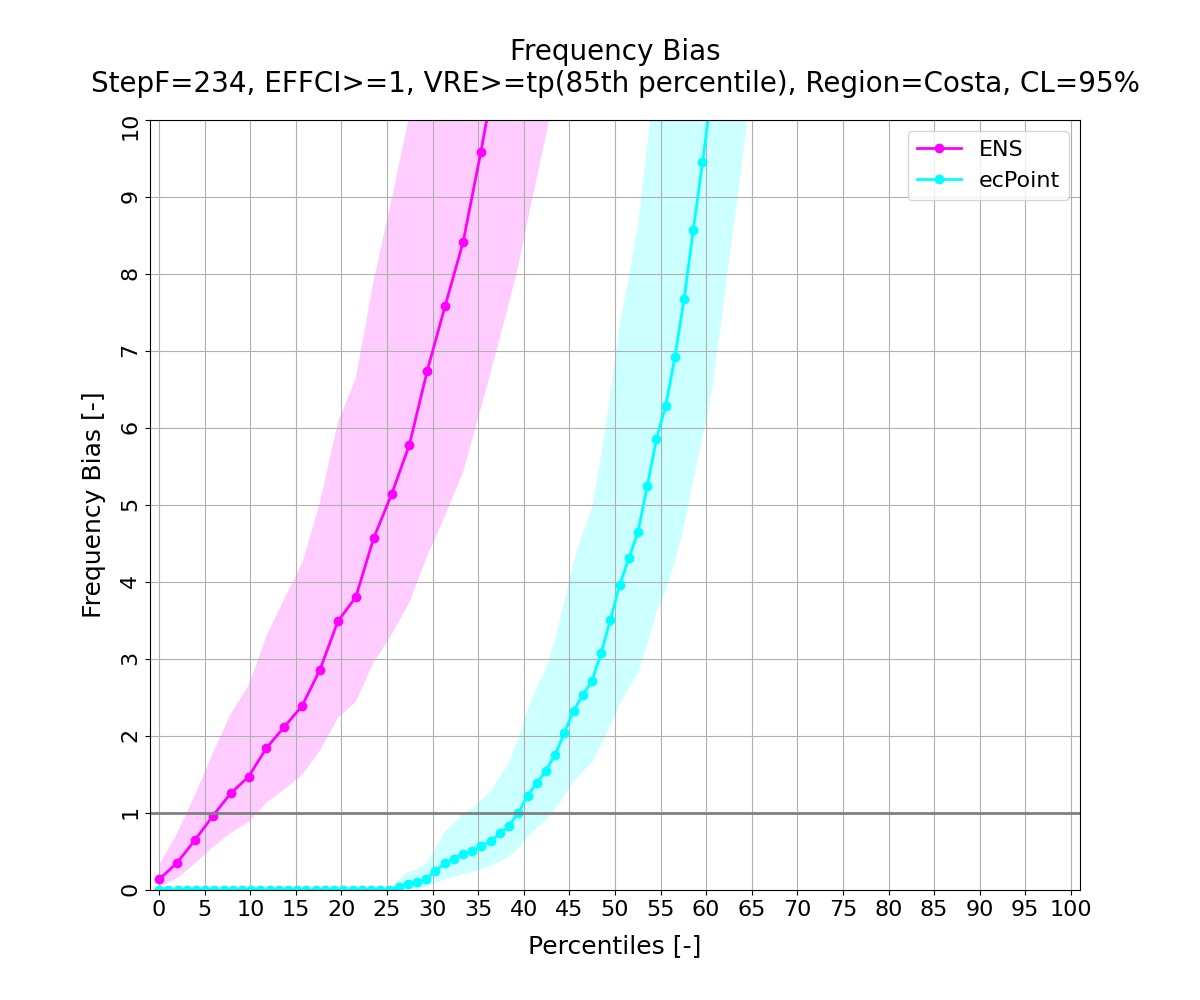 Frequency Bias
StepF=234, EFFCI>=1, VRE>=tp(85th percentile), Region=Costa, CL=95%
ENS
ecPoint
Frequency Bias [-]
10
9
8
7
6
5
4
3
2
1
0
0 5 10 15 20 25 30 35 40 45 50 55 60 65 70 75 80 85 90 95 100
Percentiles [-]